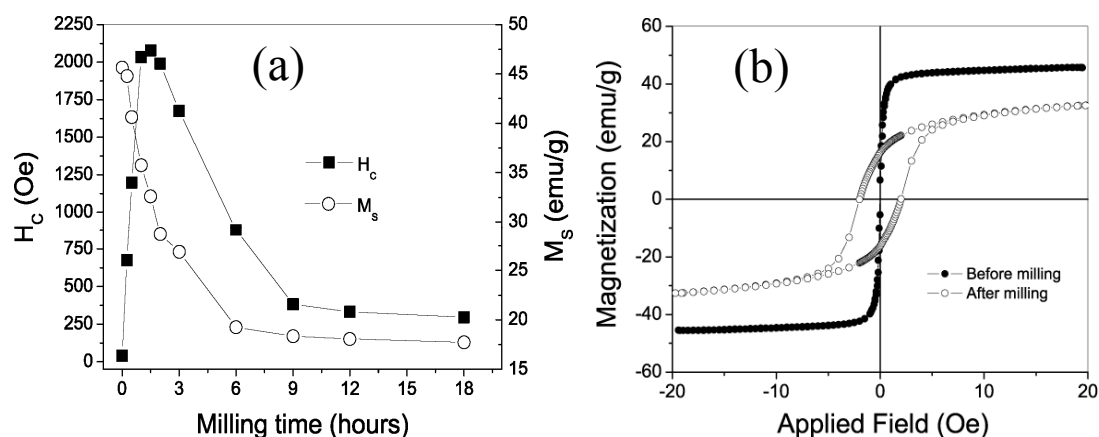 (a)
H_c (Oe)
2250
2000
1750
1500
1250
1000
750
500
250
0
H_c
M_s
50
45
40
35
30
25
20
15
M_s (emu/g)
0 3 6 9 12 15 18
Milling time (hours)
(b)
Magnetization (emu/g)
60
40
20
0
-20
-40
-60
Before milling
After milling
-20 -10 0 10 20
Applied Field (Oe)